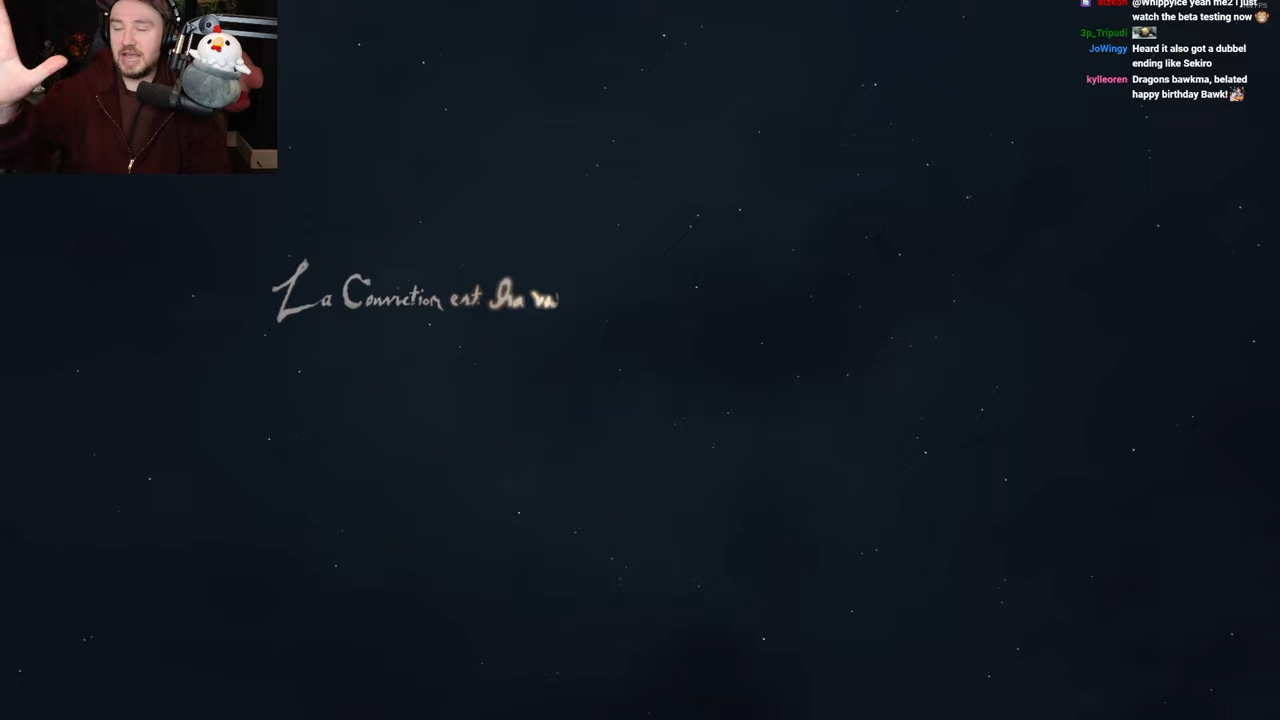 atzkon @Whippyice yeah me2 i just
watch the beta testing now
3p_Tripudi
JoWingy Heard it also got a dubbel
ending like Sekiro
kylleoren Dragons bawkma, belated
happy birthday Bawk!
La Conviction est